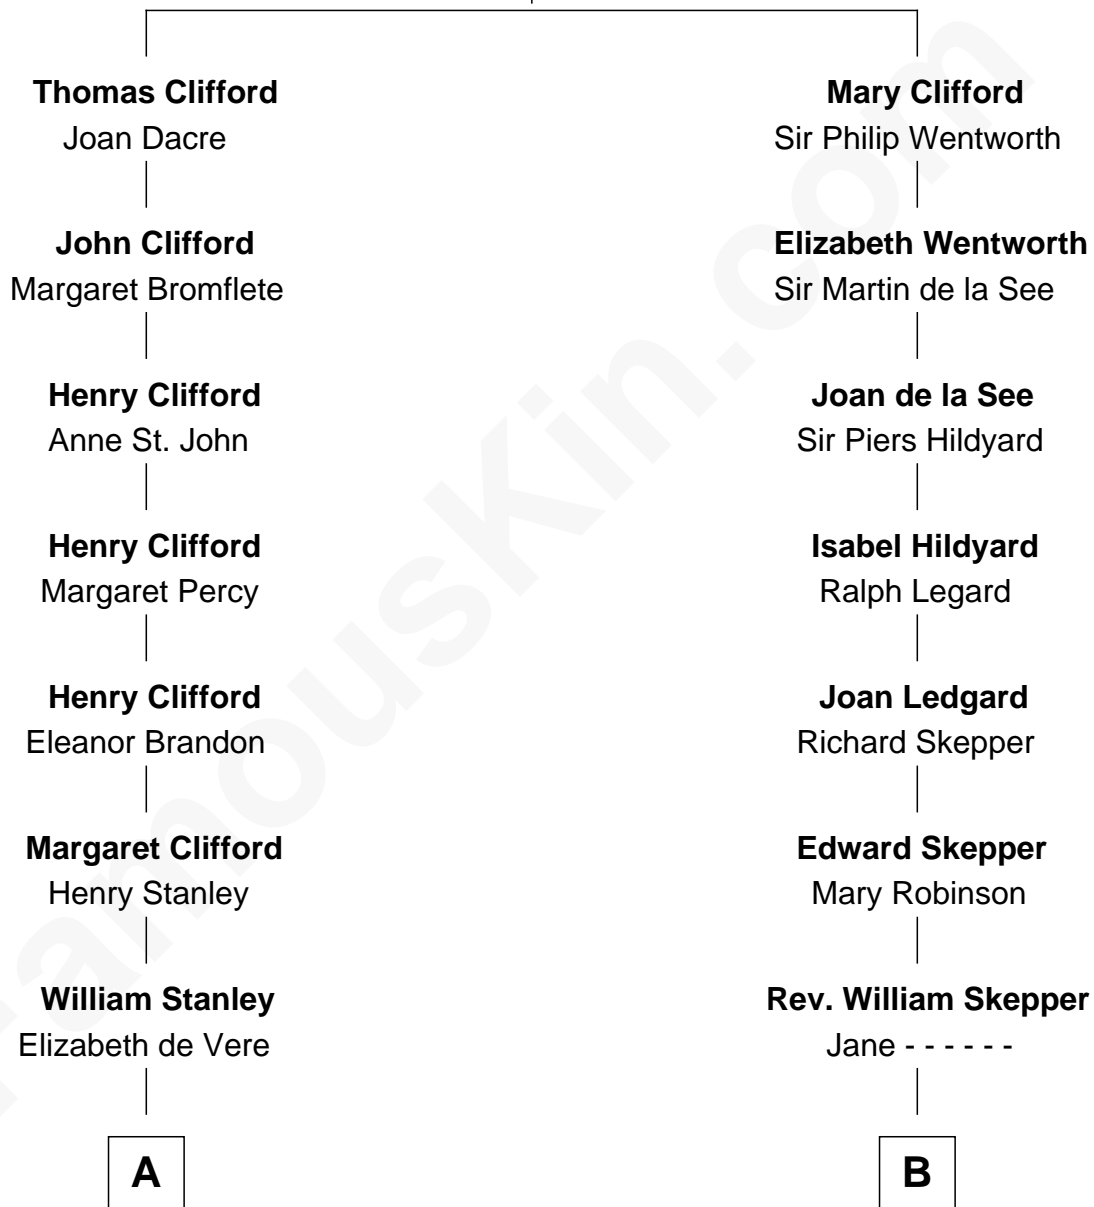 Thomas Clifford
Joan Dacre
Mary Clifford
Sir Philip Wentworth
John Clifford
Margaret Bromflete
Elizabeth Wentworth
Sir Martin de la See
Henry Clifford
Anne St. John
Joan de la See
Sir Piers Hildyard
Henry Clifford
Margaret Percy
Isabel Hildyard
Ralph Legard
Henry Clifford
Eleanor Brandon
Joan Ledgard
Richard Skepper
Margaret Clifford
Henry Stanley
Edward Skepper
Mary Robinson
William Stanley
Elizabeth de Vere
Rev. William Skepper
Jane - - - - - -
A
B
FamousKin.com